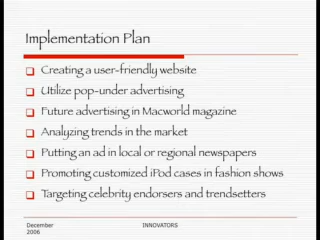 Implementation Plan
Creating a user-friendly website
Utilize pop-under advertising
Future advertising in Macworld magazine
Analyzing trends in the market
Putting an ad in local or regional newspapers
Promoting customized iPod cases in fashion shows
Targeting celebrity endorsers and trendsetters
December
2006
INNOVATORS